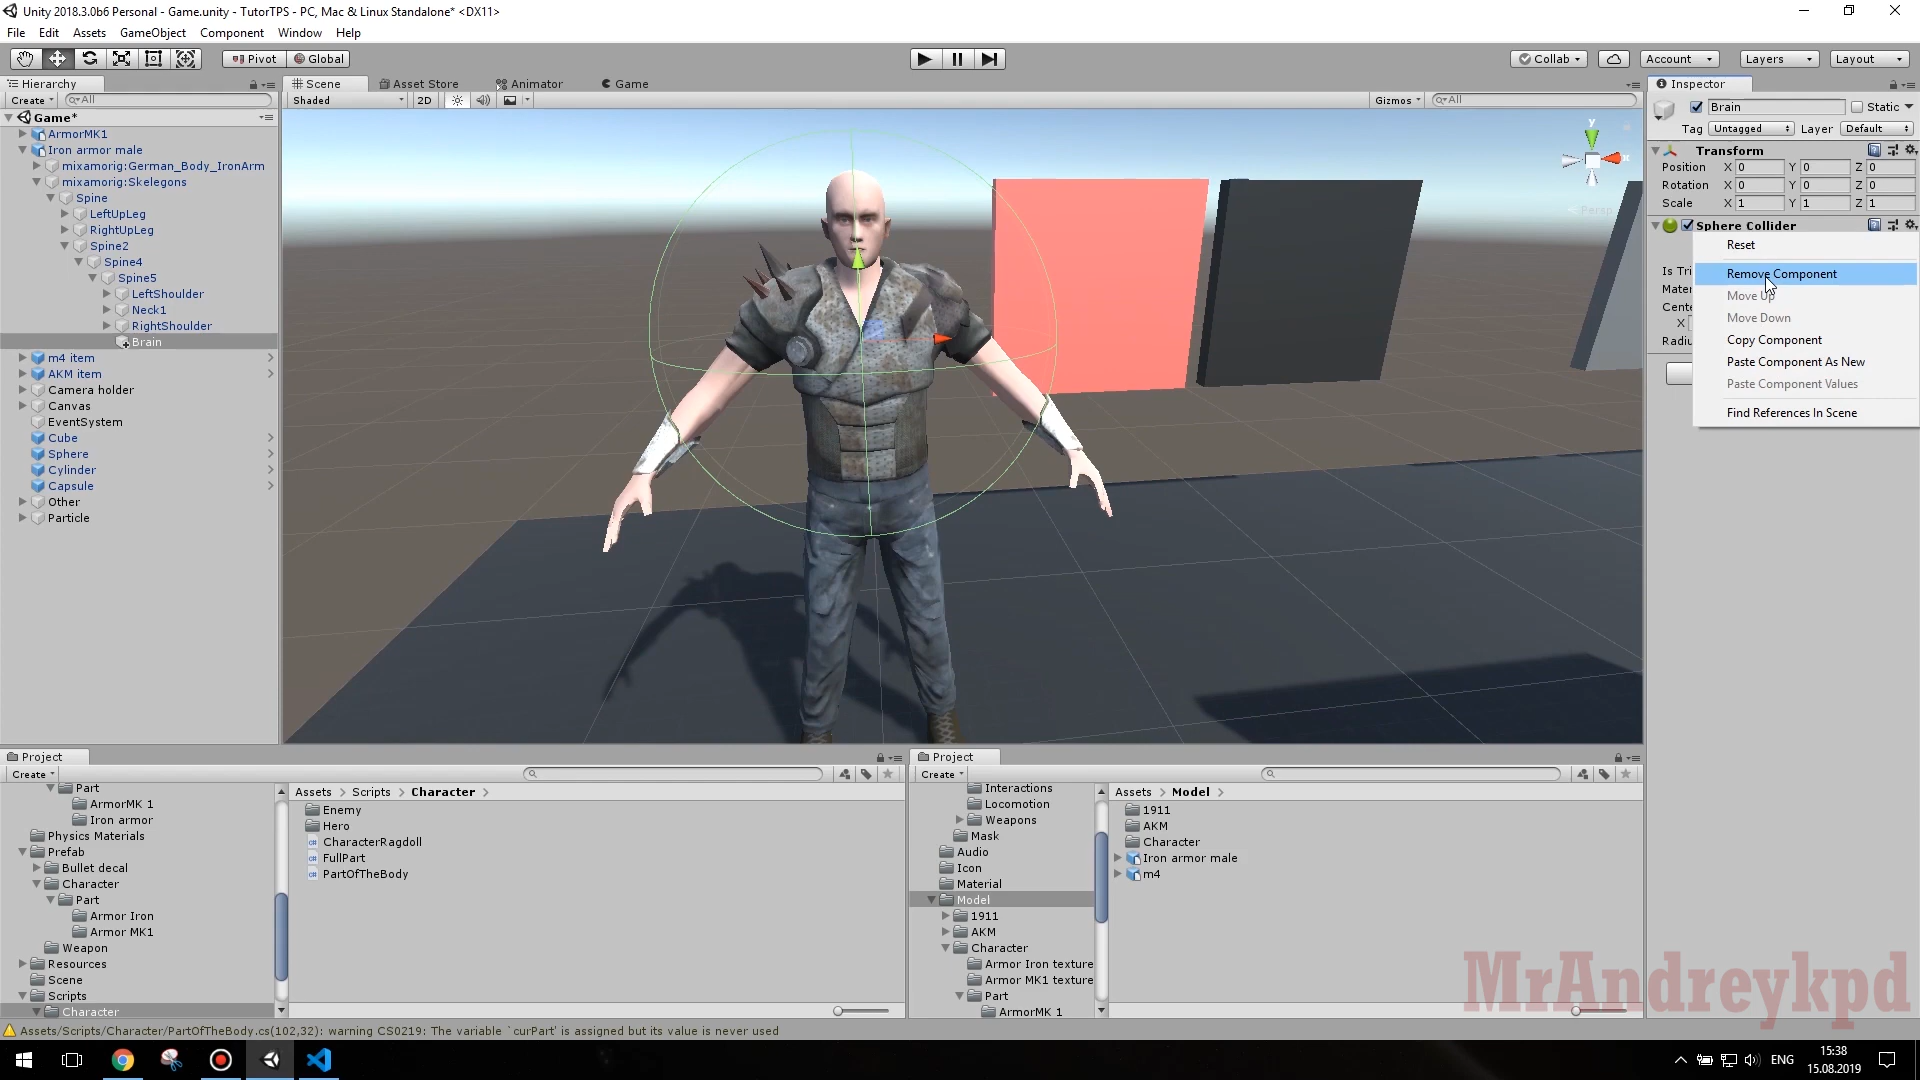 Unity 2018.3.0b6 Personal - Game.unity - TutorTPS - PC, Mac & Linux Standalone* <DX11>
File Edit Assets GameObject Component Window Help
Pivot Global Collab Account Layers Layout
Hierarchy
Create All
Game*
ArmorMK1
Iron armor male
mixamorig:German_Body_IronArm
mixamorig:Skelegons
Spine
LeftUpLeg
RightUpLeg
Spine2
Spine4
Spine5
LeftShoulder
Neck1
RightShoulder
Brain
m4 item
AKM item
Camera holder
Canvas
EventSystem
Cube
Sphere
Cylinder
Capsule
Other
Particle
Scene Asset Store Animator Game
Shaded 2D Gizmos All
y
x
Persp
Inspector
Brain Static
Tag Untagged Layer Default
Transform
Position X 0 Y 0 Z 0
Rotation X 0 Y 0 Z 0
Scale X 1 Y 1 Z 1
Sphere Collider
Is Tri
Mater
Cente
X
Radiu
Reset
Remove Component
Move Up
Move Down
Copy Component
Paste Component As New
Paste Component Values
Find References In Scene
Project
Create
Part
ArmorMK 1
Iron armor
Physics Materials
Prefab
Bullet decal
Character
Part
Armor Iron
Armor MK1
Weapon
Resources
Scene
Scripts
Character
Assets > Scripts > Character >
Enemy
Hero
CharacterRagdoll
FullPart
PartOfTheBody
Project
Create
Interactions
Locomotion
Weapons
Mask
Audio
Icon
Material
Model
1911
AKM
Character
Armor Iron texture
Armor MK1 texture
Part
ArmorMK 1
Assets > Model >
1911
AKM
Character
Iron armor male
m4
MrAndreykpd
Assets/Scripts/Character/PartOfTheBody.cs(102,32): warning CS0219: The variable `curPart' is assigned but its value is never used
ENG
15:38
15.08.2019